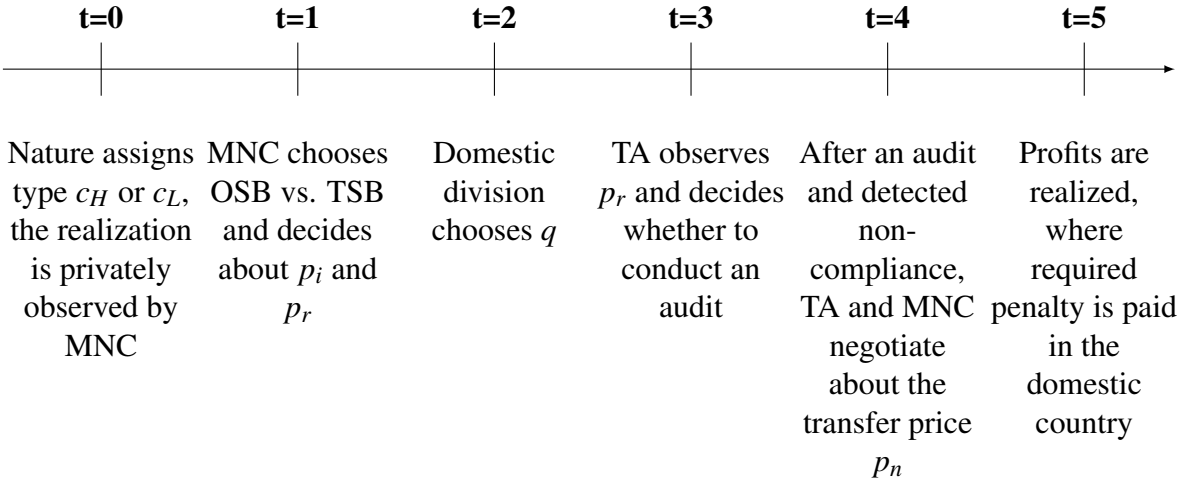 t=0
t=1
t=2
t=3
t=4
t=5
Nature assigns
type c_H or c_L,
the realization
is privately
observed by
MNC
MNC chooses
OSB vs. TSB
and decides
about p_i and
p_r
Domestic
division
chooses q
TA observes
p_r and decides
whether to
conduct an
audit
After an audit
and detected
non-
compliance,
TA and MNC
negotiate
about the
transfer price
p_n
Profits are
realized,
where
required
penalty is paid
in the
domestic
country